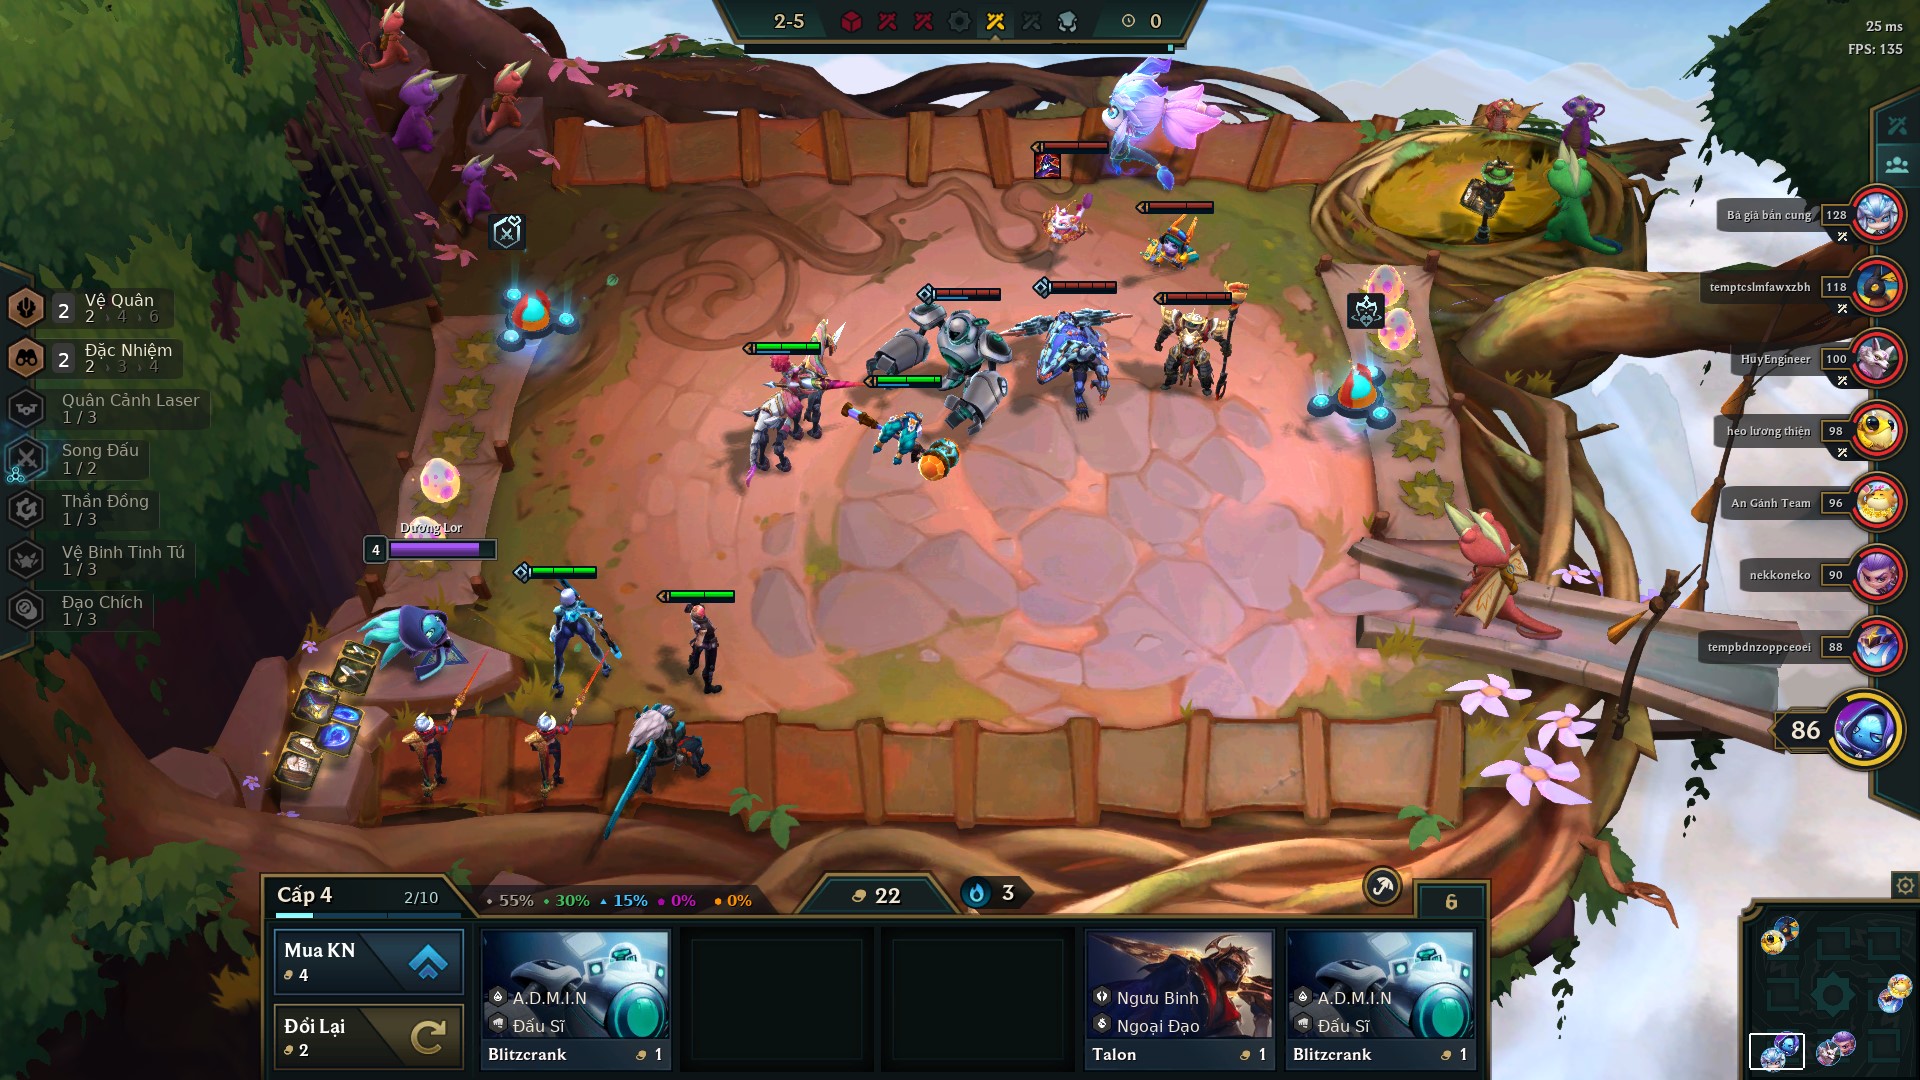 2-5
0
25 ms
FPS: 135
Bà già bán cung 128
temptcslmfawxzbh 118
HuyEngineer 100
heo lương thiện 98
An Gánh Team 96
nekkoneko 90
tempbdnzoppceoei 88
86
2 Vệ Quân
2 4 6
2 Đặc Nhiệm
2 3 4
Quân Cảnh Laser
1 / 3
Song Đấu
1 / 2
Thần Đồng
1 / 3
Vệ Binh Tinh Tú
1 / 3
Đạo Chích
1 / 3
Dương Lor
4
Cấp 4 2/10
55% 30% 15% 0% 0%
22
3
6
Mua KN
4
Đổi Lại
2
A.D.M.I.N
Đấu Sĩ
Blitzcrank 1
Ngưu Binh
Ngoại Đạo
Talon 1
A.D.M.I.N
Đấu Sĩ
Blitzcrank 1